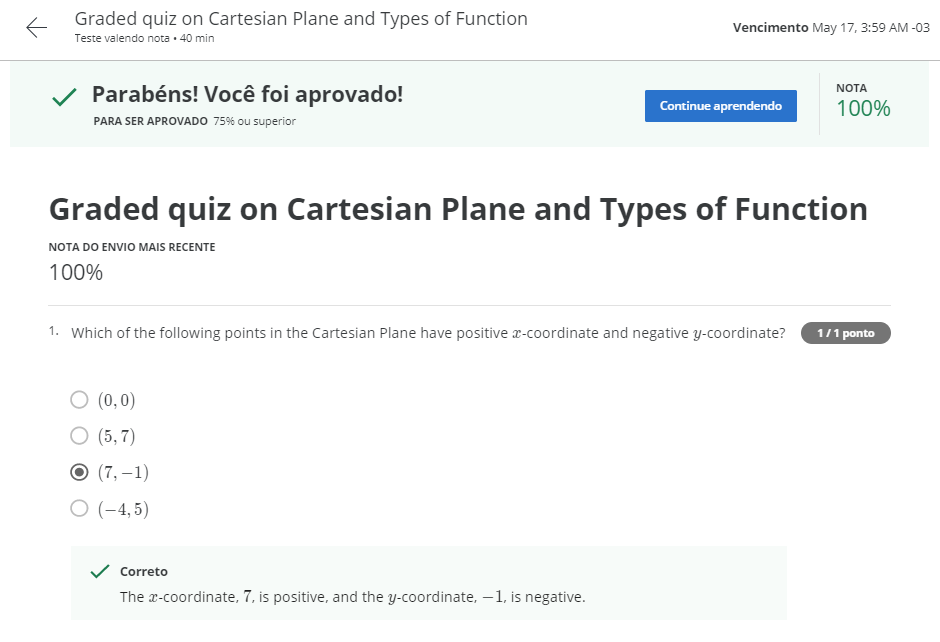 Graded quiz on Cartesian Plane and Types of Function
Teste valendo nota • 40 min
Vencimento May 17, 3:59 AM -03
Parabéns! Você foi aprovado!
PARA SER APROVADO 75% ou superior
Continue aprendendo
NOTA
100%
Graded quiz on Cartesian Plane and Types of Function
NOTA DO ENVIO MAIS RECENTE
100%
1. Which of the following points in the Cartesian Plane have positive x-coordinate and negative y-coordinate?
1 / 1 ponto
(0, 0)
(5, 7)
(7, −1)
(−4, 5)
Correto
The x-coordinate, 7, is positive, and the y-coordinate, −1, is negative.